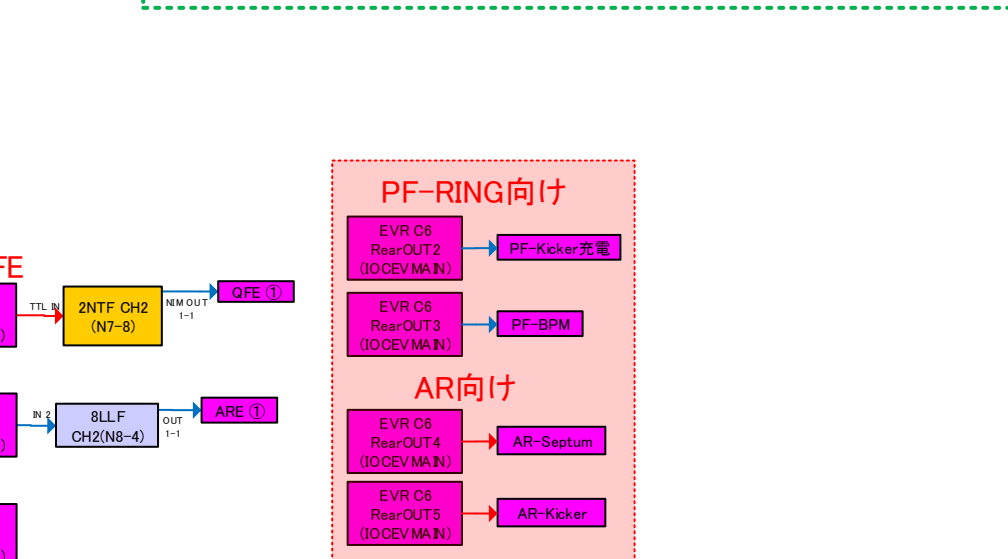 FE
TTL IN
2NTF CH2
(N7-8)
NIM OUT
1-1
QFE ①
)
IN 2
8LLF
CH2(N8-4)
OUT
1-1
ARE ①
)
)
PF-RING向け
EVR C6
RearOUT2
(IOCEVMAIN)
PF-Kicker充電
EVR C6
RearOUT3
(IOCEVMAIN)
PF-BPM
AR向け
EVR C6
RearOUT4
(IOCEVMAIN)
AR-Septum
EVR C6
RearOUT5
(IOCEVMAIN)
AR-Kicker